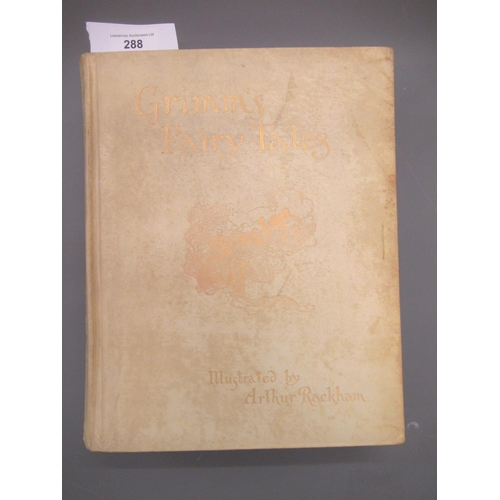 288
Grimm's
Fairy Tales
Illustrated by
Arthur Rackham